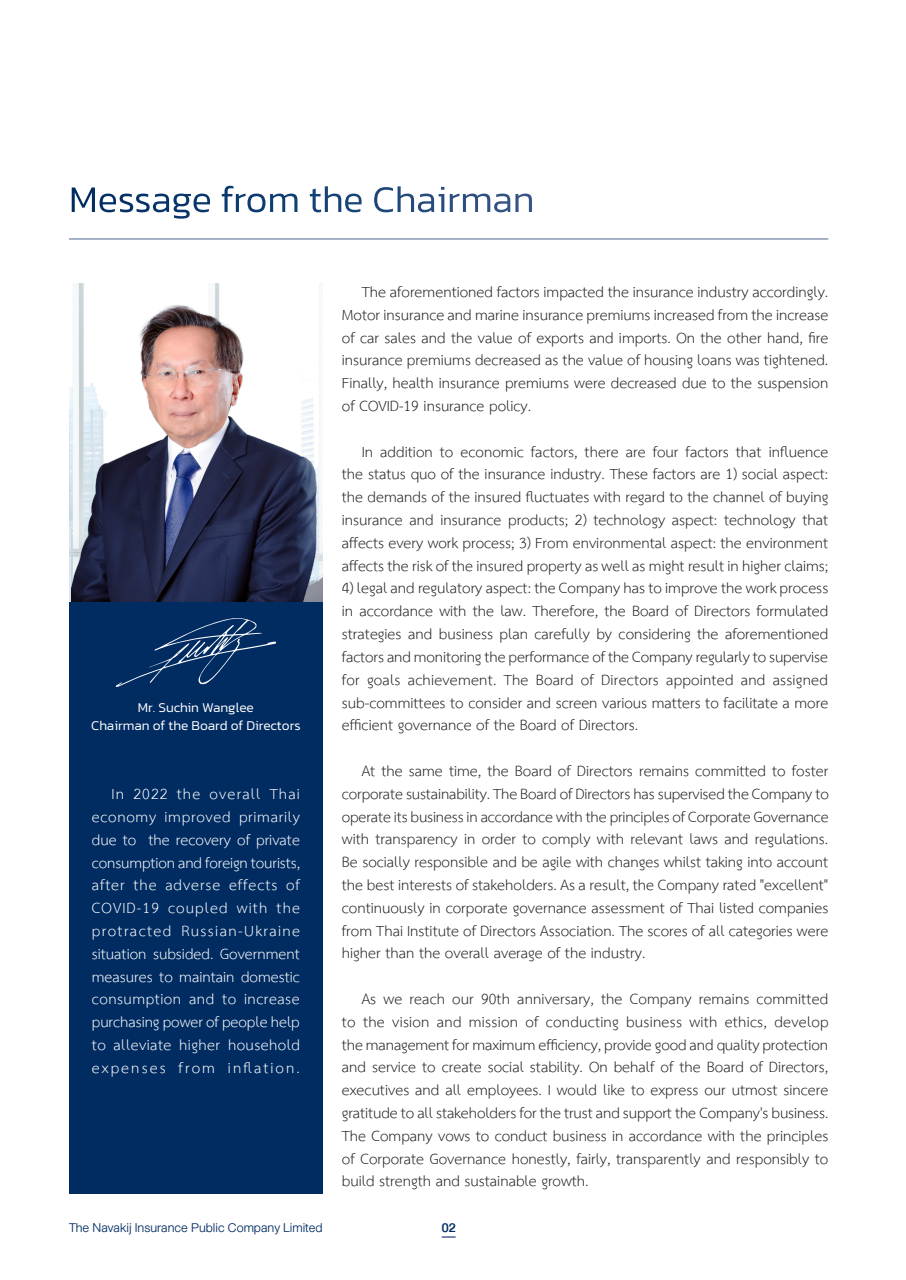 Message from the Chairman
Mr. Suchin Wanglee
Chairman of the Board of Directors
In 2022 the overall Thai
economy improved primarily
due to the recovery of private
consumption and foreign tourists,
after the adverse effects of
COVID-19 coupled with the
protracted Russian-Ukraine
situation subsided. Government
measures to maintain domestic
consumption and to increase
purchasing power of people help
to alleviate higher household
expenses from inflation.
The aforementioned factors impacted the insurance industry accordingly.
Motor insurance and marine insurance premiums increased from the increase
of car sales and the value of exports and imports. On the other hand, fire
insurance premiums decreased as the value of housing loans was tightened.
Finally, health insurance premiums were decreased due to the suspension
of COVID-19 insurance policy.
In addition to economic factors, there are four factors that influence
the status quo of the insurance industry. These factors are 1) social aspect:
the demands of the insured fluctuates with regard to the channel of buying
insurance and insurance products; 2) technology aspect: technology that
affects every work process; 3) From environmental aspect: the environment
affects the risk of the insured property as well as might result in higher claims;
4) legal and regulatory aspect: the Company has to improve the work process
in accordance with the law. Therefore, the Board of Directors formulated
strategies and business plan carefully by considering the aforementioned
factors and monitoring the performance of the Company regularly to supervise
for goals achievement. The Board of Directors appointed and assigned
sub-committees to consider and screen various matters to facilitate a more
efficient governance of the Board of Directors.
At the same time, the Board of Directors remains committed to foster
corporate sustainability. The Board of Directors has supervised the Company to
operate its business in accordance with the principles of Corporate Governance
with transparency in order to comply with relevant laws and regulations.
Be socially responsible and be agile with changes whilst taking into account
the best interests of stakeholders. As a result, the Company rated "excellent"
continuously in corporate governance assessment of Thai listed companies
from Thai Institute of Directors Association. The scores of all categories were
higher than the overall average of the industry.
As we reach our 90th anniversary, the Company remains committed
to the vision and mission of conducting business with ethics, develop
the management for maximum efficiency, provide good and quality protection
and service to create social stability. On behalf of the Board of Directors,
executives and all employees. I would like to express our utmost sincere
gratitude to all stakeholders for the trust and support the Company's business.
The Company vows to conduct business in accordance with the principles
of Corporate Governance honestly, fairly, transparently and responsibly to
build strength and sustainable growth.
The Navakij Insurance Public Company Limited
02